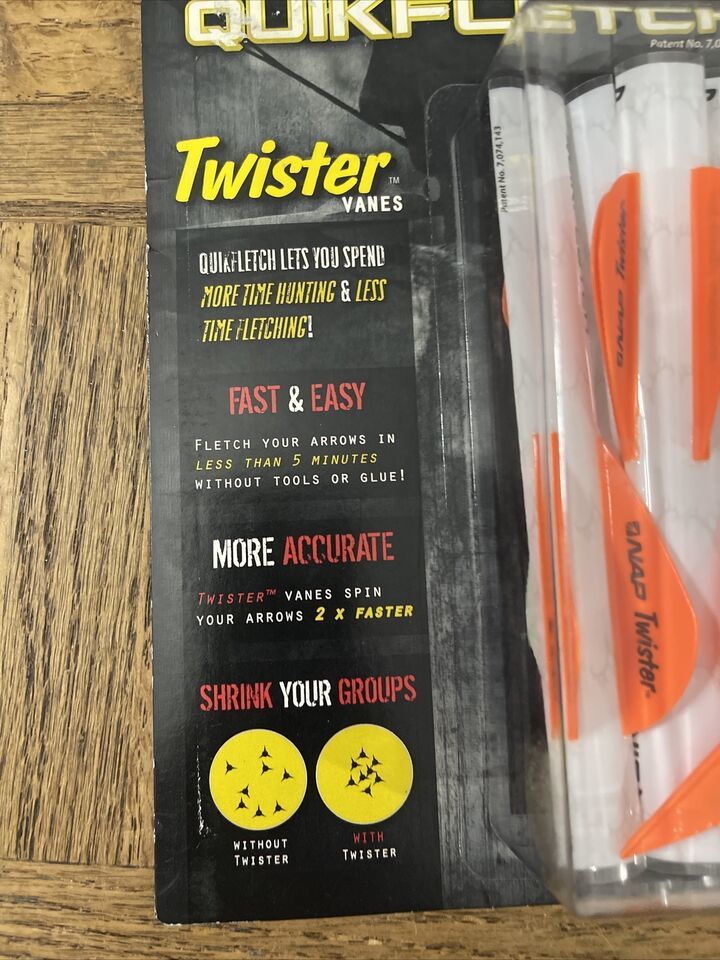 QUIKFLETCH
Patent No. 7,0
Patent No. 7,074,143
Twister™
VANES
QUIKFLETCH LETS YOU SPEND
MORE TIME HUNTING & LESS
TIME FLETCHING!
FAST & EASY
FLETCH YOUR ARROWS IN
LESS THAN 5 MINUTES
WITHOUT TOOLS OR GLUE!
MORE ACCURATE
TWISTER™ VANES SPIN
YOUR ARROWS 2 X FASTER
SHRINK YOUR GROUPS
WITHOUT
TWISTER
WITH
TWISTER
NAP Twister
NAP Twister